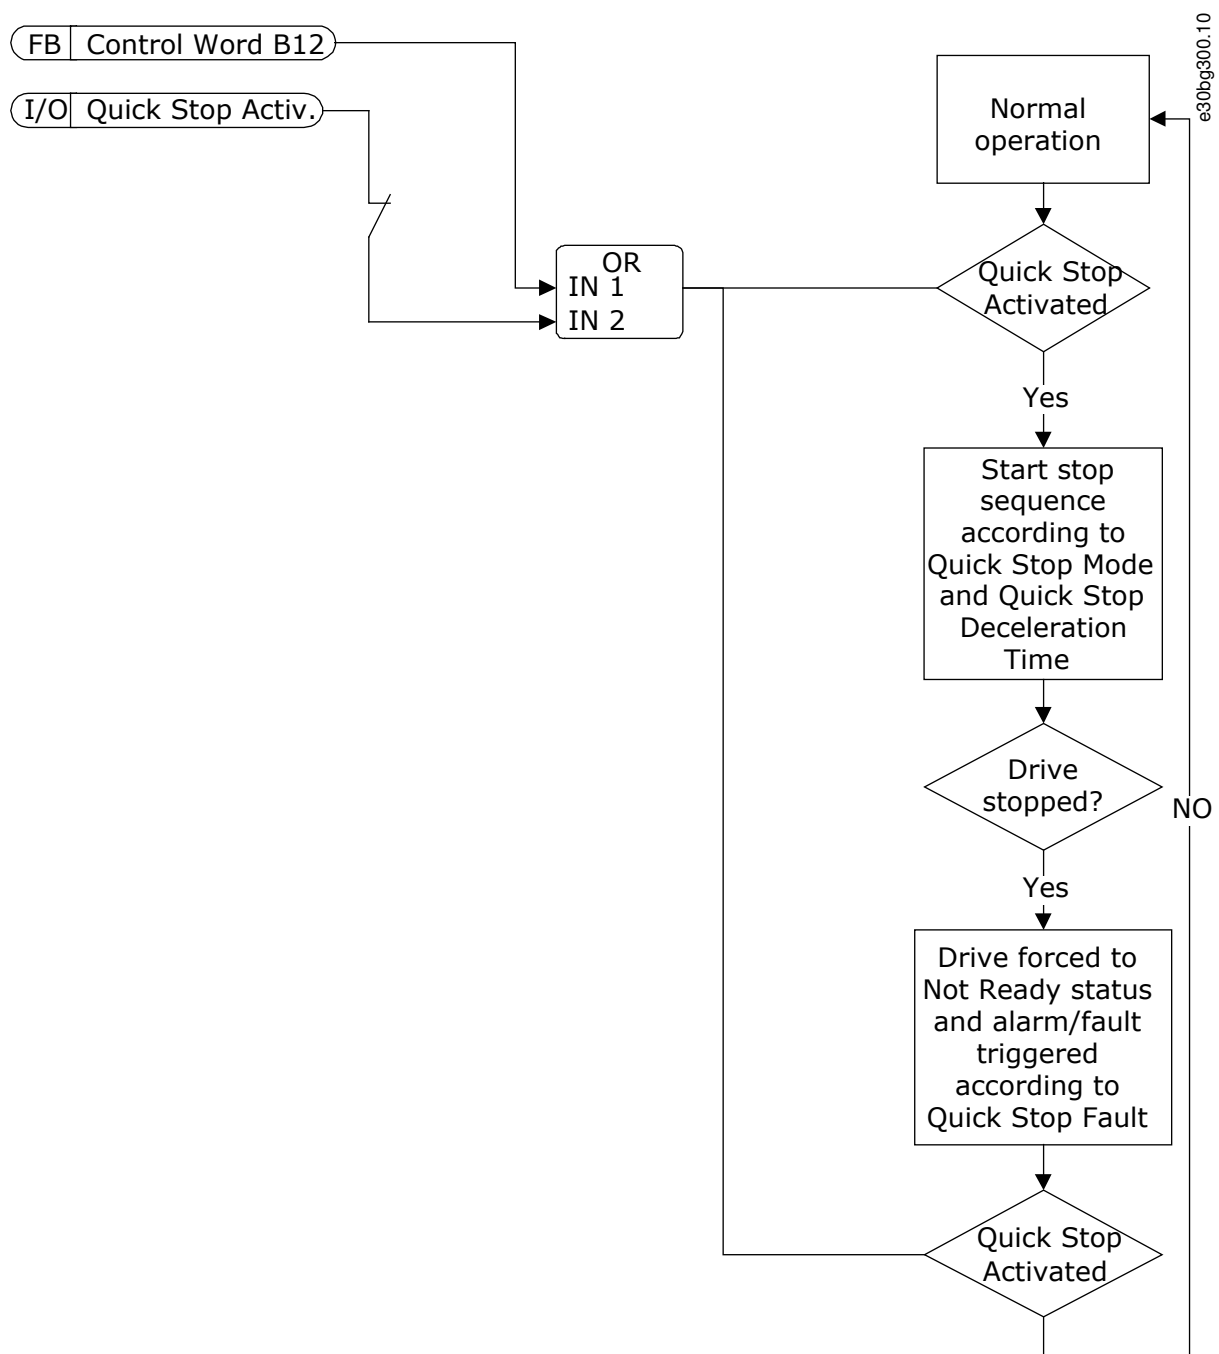 FB Control Word B12
I/O Quick Stop Activ.
OR
IN 1
IN 2
e30bg300.10
Normal
operation
Quick Stop
Activated
Yes
Start stop
sequence
according to
Quick Stop Mode
and Quick Stop
Deceleration
Time
Drive
stopped?
NO
Yes
Drive forced to
Not Ready status
and alarm/fault
triggered
according to
Quick Stop Fault
Quick Stop
Activated